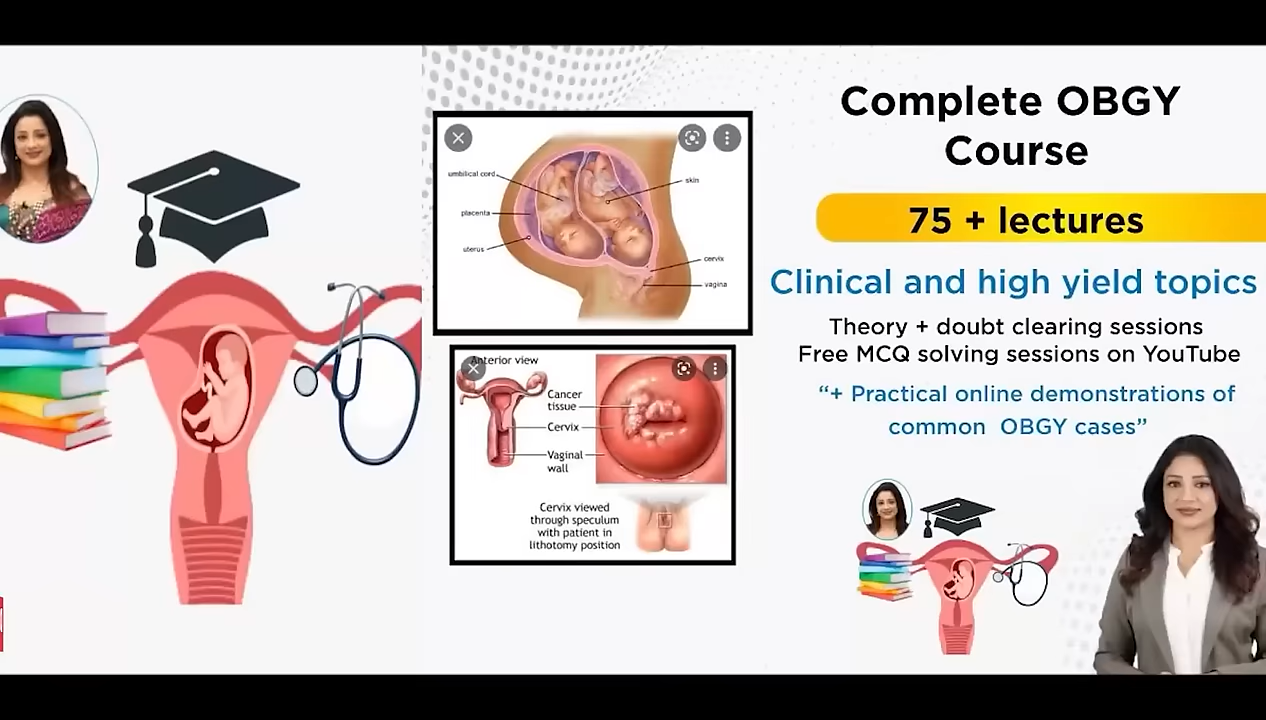 umbilical cord
placenta
uterus
skin
cervix
vagina
Anterior view
Cancer
tissue
Cervix
Vaginal
wall
Cervix viewed
through speculum
with patient in
lithotomy position
Complete OBGY
Course
75 + lectures
Clinical and high yield topics
Theory + doubt clearing sessions
Free MCQ solving sessions on YouTube
“+ Practical online demonstrations of
common OBGY cases”